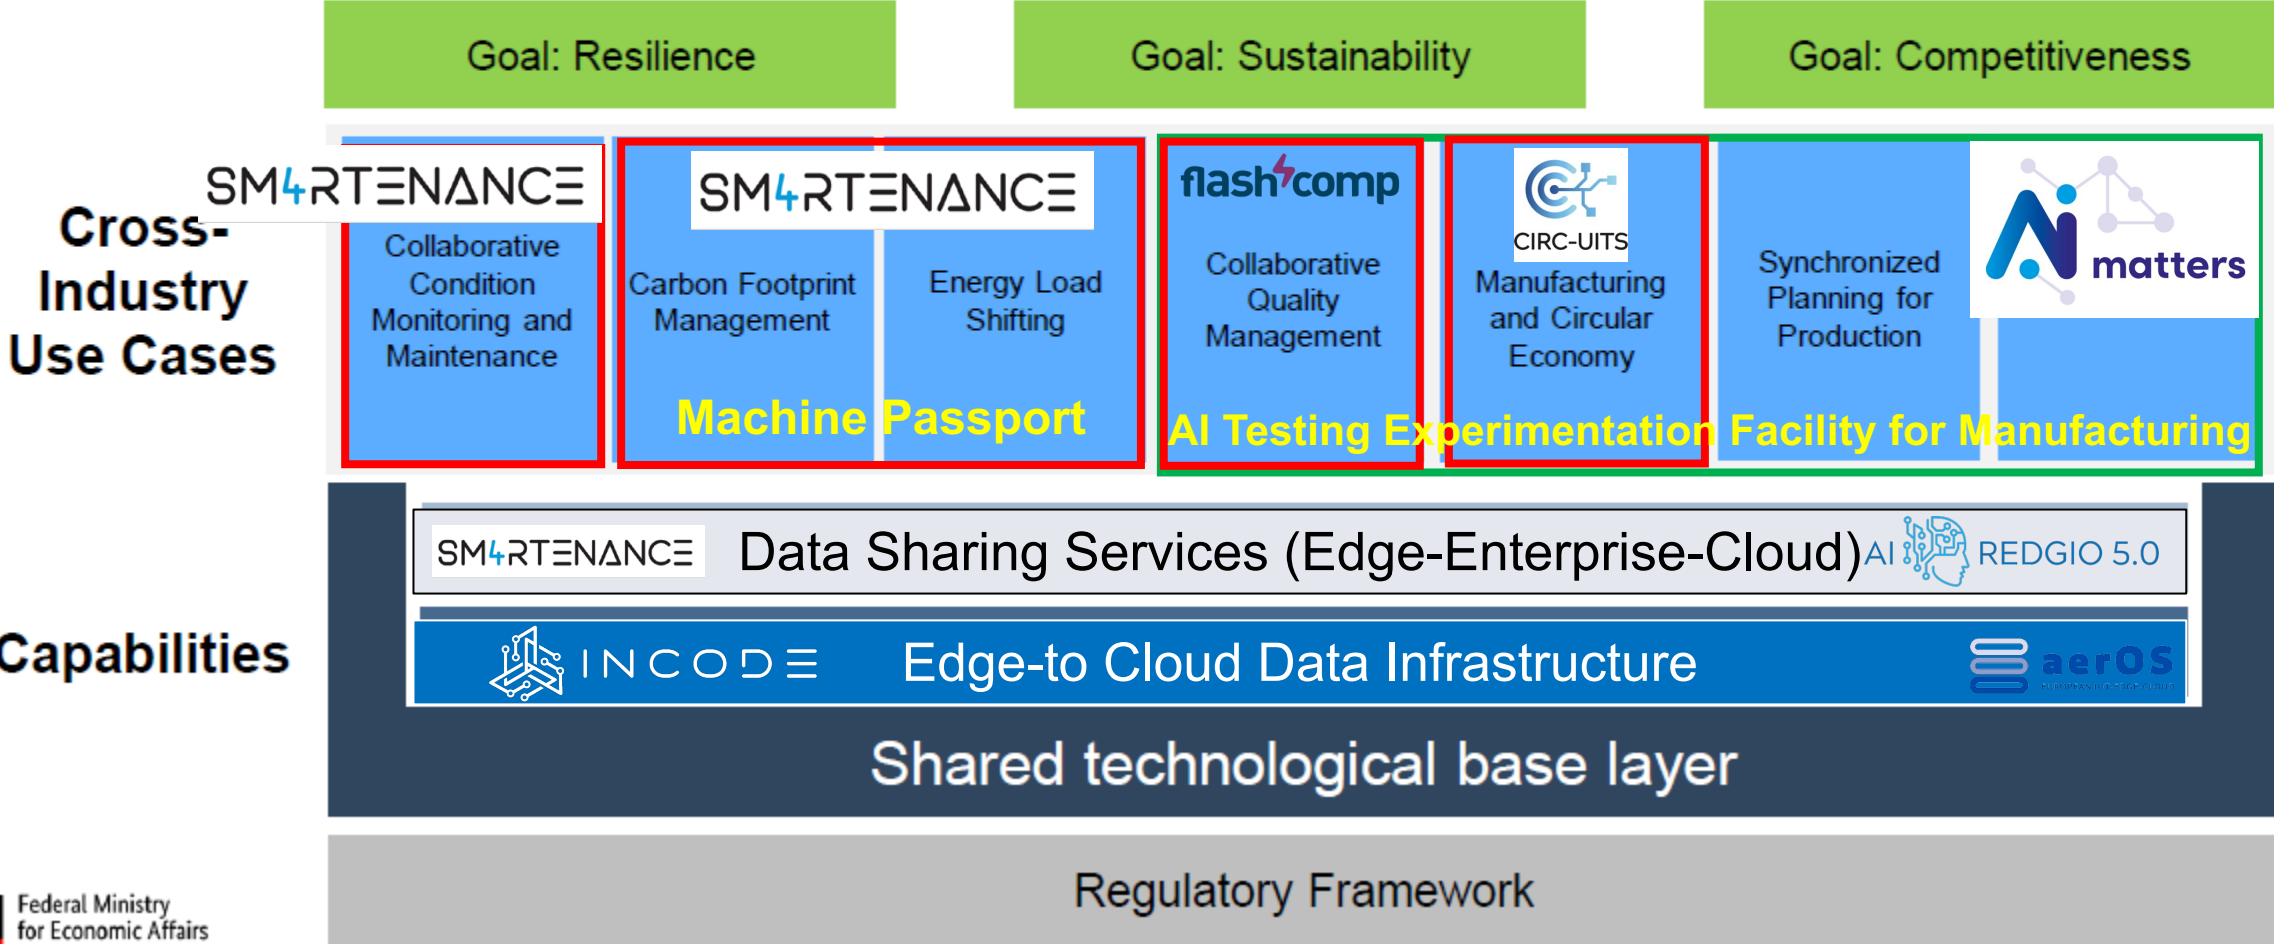 Goal: Resilience
Goal: Sustainability
Goal: Competitiveness
Cross-
Industry
Use Cases
SM4RTENANCE
Collaborative
Condition
Monitoring and
Maintenance
SM4RTENANCE
Carbon Footprint
Management
Energy Load
Shifting
Machine Passport
flashcomp
Collaborative
Quality
Management
CIRC-UITS
Manufacturing
and Circular
Economy
Synchronized
Planning for
Production
Ai matters
AI Testing Experimentation Facility for Manufacturing
Capabilities
SM4RTENANCE Data Sharing Services (Edge-Enterprise-Cloud) AI REDGIO 5.0
INCODE Edge-to Cloud Data Infrastructure aerOS
Shared technological base layer
Regulatory Framework
Federal Ministry
for Economic Affairs